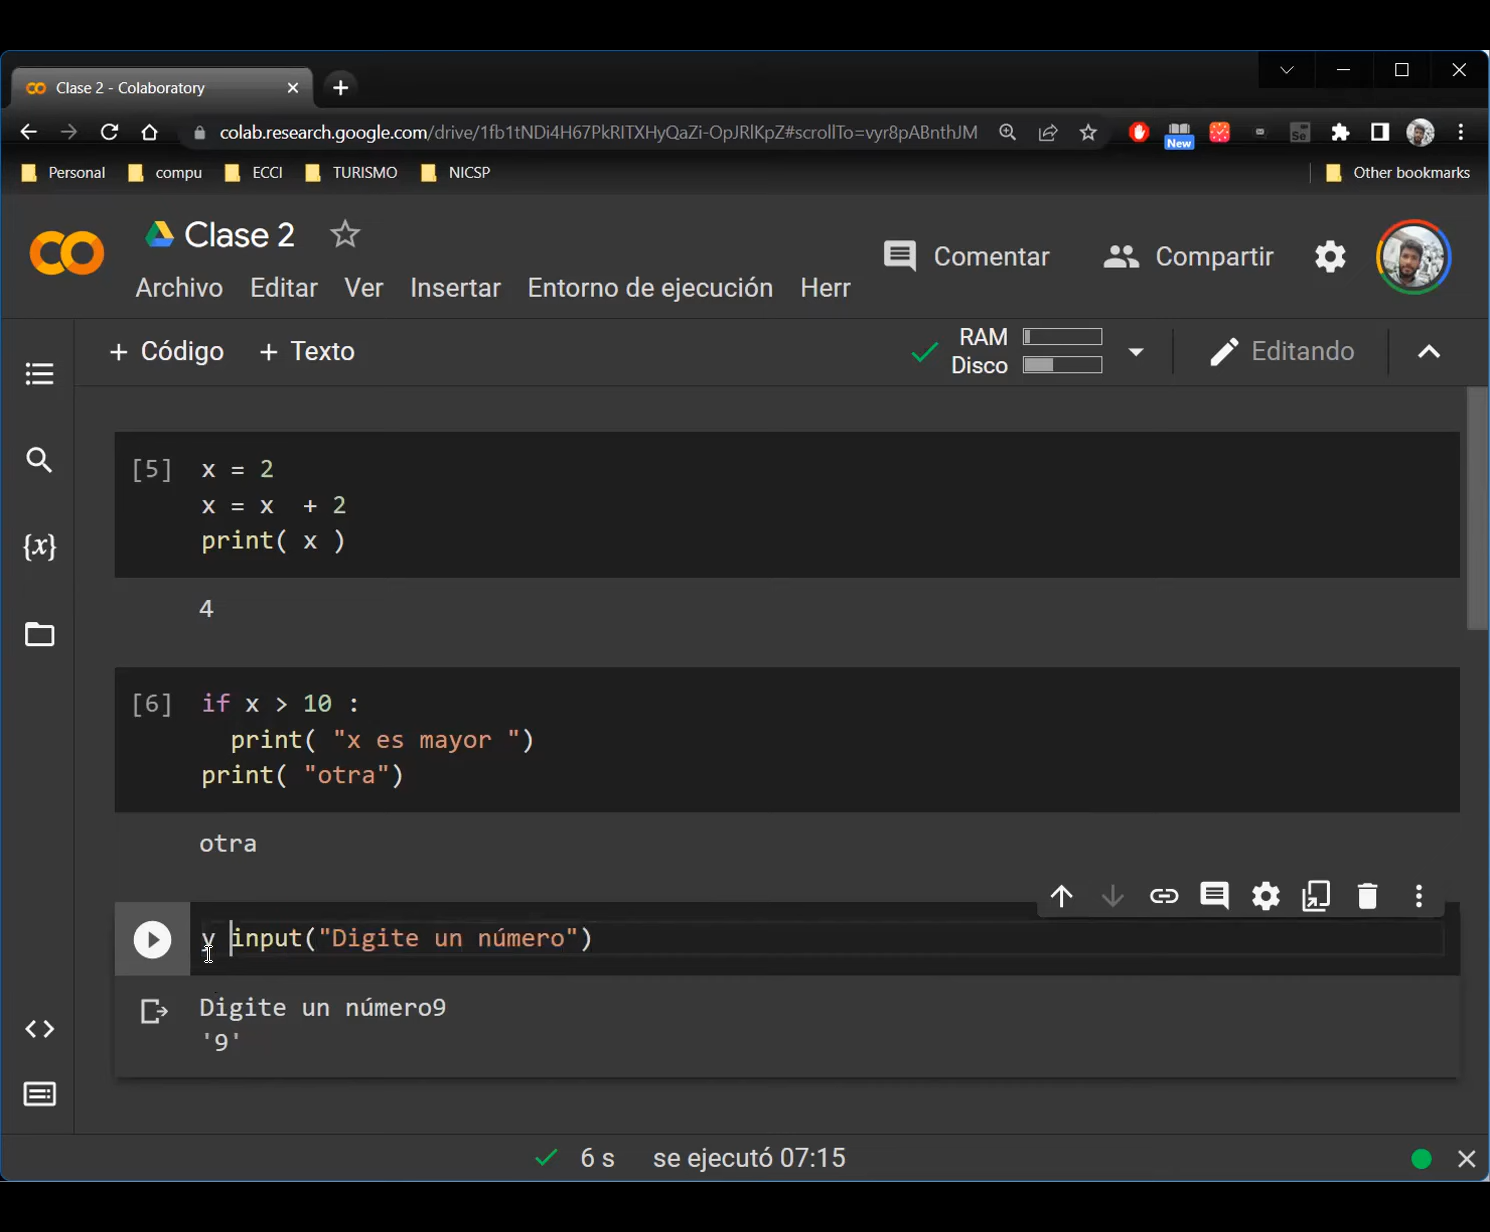 Clase 2 - Colaboratory
colab.research.google.com/drive/1fb1tNDi4H67PkRITXHyQaZi-OpJRlKpZ#scrollTo=vyr8pABnthJM
New
Se
Personal
compu
ECCI
TURISMO
NICSP
Other bookmarks
CO
Clase 2
Comentar
Compartir
Archivo
Editar
Ver
Insertar
Entorno de ejecución
Herr
+ Código
+ Texto
RAM
Disco
Editando
{x}
[5]
x = 2
x = x  + 2
print( x )
4
[6]
if x > 10 :
  print( "x es mayor ")
print( "otra")
otra
y input("Digite un número")
Digite un número9
'9'
6 s
se ejecutó 07:15